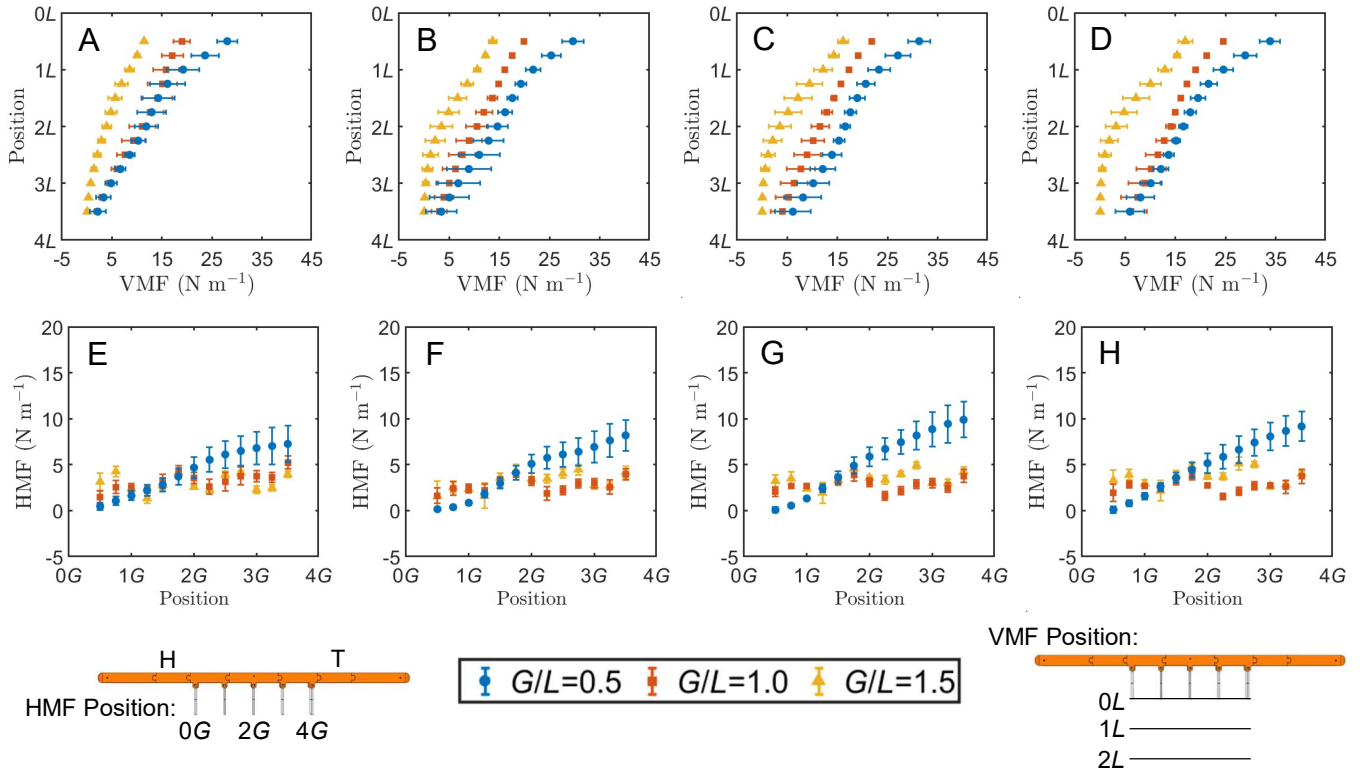 0L
1L
2L
3L
4L
Position
A
-5 5 15 25 35 45
VMF (N m⁻¹)
0L
1L
2L
3L
4L
Position
B
-5 5 15 25 35 45
VMF (N m⁻¹)
0L
1L
2L
3L
4L
Position
C
-5 5 15 25 35 45
VMF (N m⁻¹)
0L
1L
2L
3L
4L
Position
D
-5 5 15 25 35 45
VMF (N m⁻¹)
20
15
10
5
0
-5
HMF (N m⁻¹)
E
0G 1G 2G 3G 4G
Position
20
15
10
5
0
-5
HMF (N m⁻¹)
F
0G 1G 2G 3G 4G
Position
20
15
10
5
0
-5
HMF (N m⁻¹)
G
0G 1G 2G 3G 4G
Position
20
15
10
5
0
-5
HMF (N m⁻¹)
H
0G 1G 2G 3G 4G
Position
H T
HMF Position:
0G 2G 4G
G/L=0.5 G/L=1.0 G/L=1.5
VMF Position:
0L
1L
2L